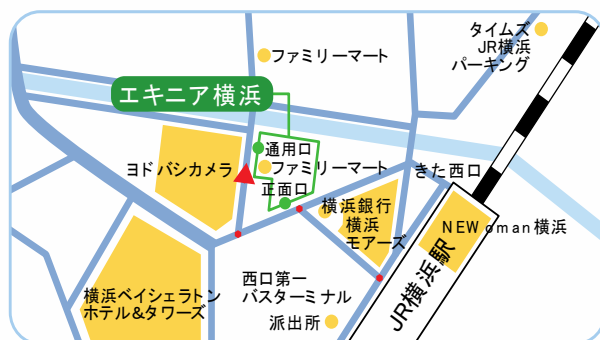 タイムズ
JR横浜
パーキング
ファミリーマート
エキニア横浜
通用口
ヨドバシカメラ
ファミリーマート
きた西口
正面口
横浜銀行
横浜
モアーズ
NEWoman横浜
JR横浜駅
西口第一
バスターミナル
横浜ベイシェラトン
ホテル&タワーズ
派出所